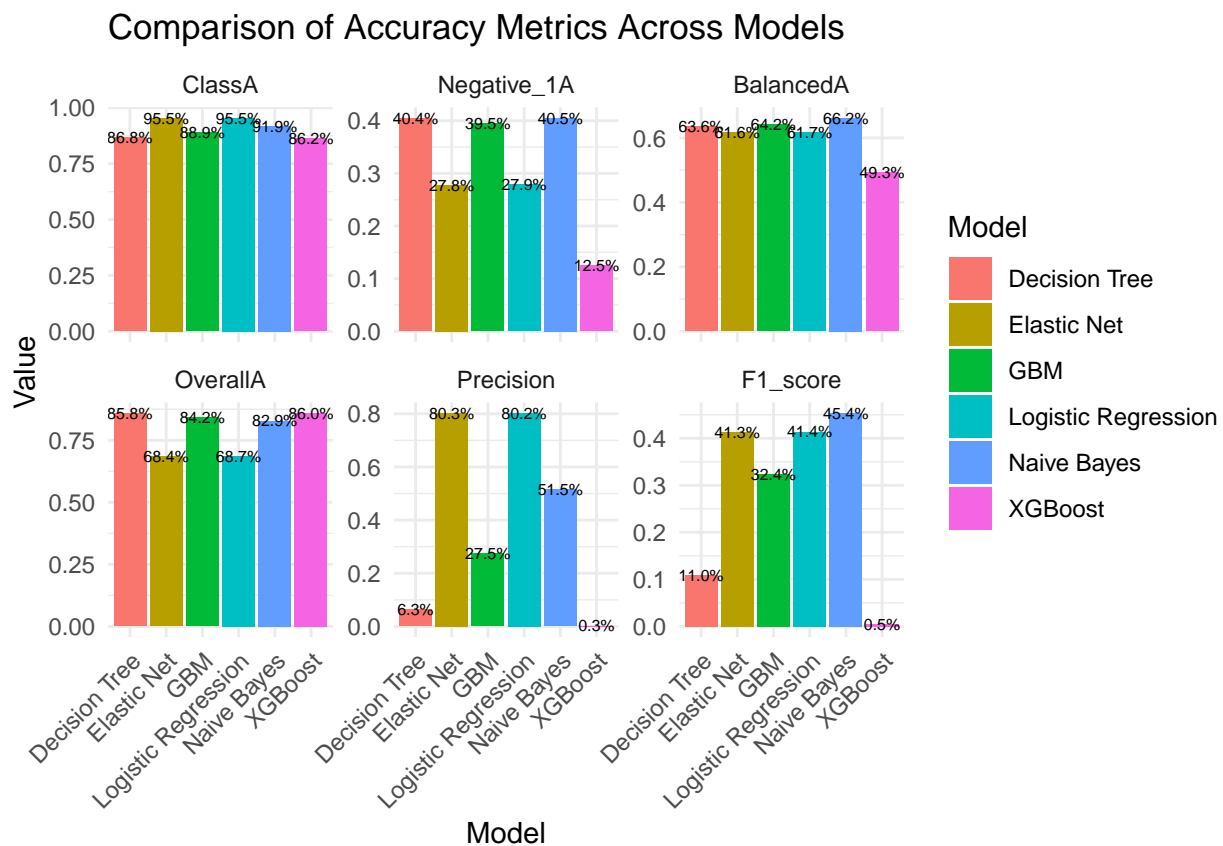 Comparison of Accuracy Metrics Across Models
ClassA
Negative_1A
BalancedA
1.00
0.75
0.50
0.25
0.00
86.8%
95.5%
88.9%
95.5%
91.9%
86.2%
0.4
0.3
0.2
0.1
0.0
40.4%
27.8%
39.5%
27.9%
40.5%
12.5%
0.6
0.4
0.2
0.0
63.6%
61.6%
64.2%
61.7%
66.2%
49.3%
Value
OverallA
Precision
F1_score
0.75
0.50
0.25
0.00
85.8%
68.4%
84.2%
68.7%
82.9%
86.0%
0.8
0.6
0.4
0.2
0.0
6.3%
80.3%
27.5%
80.2%
51.5%
0.3%
0.4
0.3
0.2
0.1
0.0
11.0%
41.3%
32.4%
41.4%
45.4%
0.5%
Decision Tree
Elastic Net
GBM
Logistic Regression
Naive Bayes
XGBoost
Decision Tree
Elastic Net
GBM
Logistic Regression
Naive Bayes
XGBoost
Decision Tree
Elastic Net
GBM
Logistic Regression
Naive Bayes
XGBoost
Model
Model
Decision Tree
Elastic Net
GBM
Logistic Regression
Naive Bayes
XGBoost